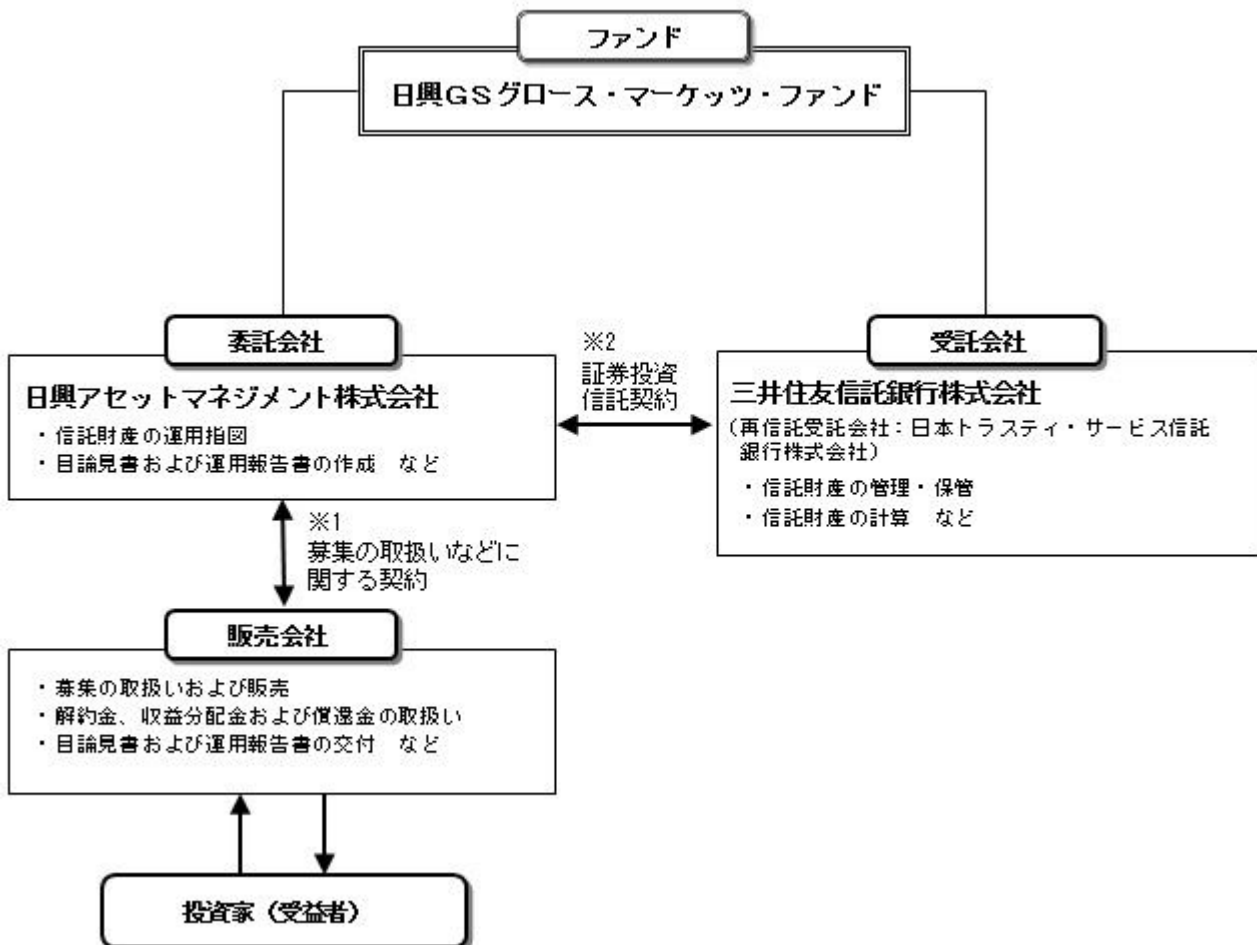 ファンド
日興GSグロース・マーケッツ・ファンド
委託会社
日興アセットマネジメント株式会社
・信託財産の運用指図
・目論見書および運用報告書の作成　など
※2
証券投資
信託契約
受託会社
三井住友信託銀行株式会社
(再信託受託会社：日本トラスティ・サービス信託
銀行株式会社)
・信託財産の管理・保管
・信託財産の計算　など
※1
募集の取扱いなどに
関する契約
販売会社
・募集の取扱いおよび販売
・解約金、収益分配金および償還金の取扱い
・目論見書および運用報告書の交付　など
投資家（受益者）